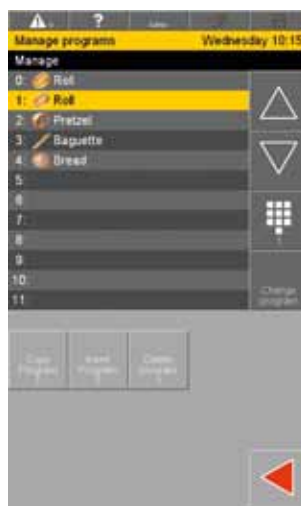 ?
Manage programs Wednesday 10:15
Manage
0: Roll
1: Roll
2: Pretzel
3: Baguette
4: Bread
5
6
7
8
9
10:
11
1
Change program
Copy Program
Insert Program
Delete program